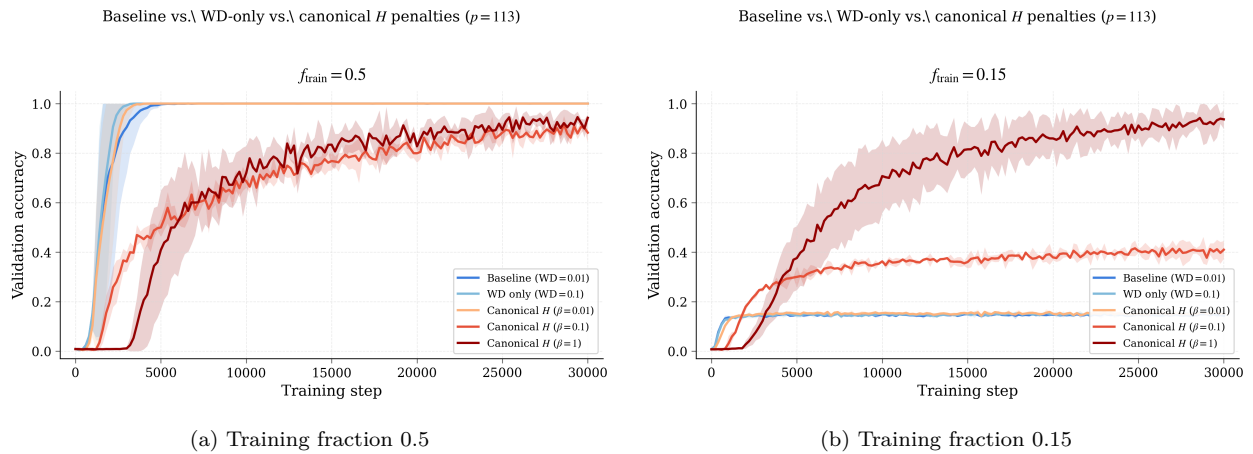 Baseline vs.\ WD-only vs.\ canonical H penalties (p = 113)
f_train = 0.5
Validation accuracy
1.0
0.8
0.6
0.4
0.2
0.0
Baseline (WD = 0.01)
WD only (WD = 0.1)
Canonical H (β = 0.01)
Canonical H (β = 0.1)
Canonical H (β = 1)
0 5000 10000 15000 20000 25000 30000
Training step
(a) Training fraction 0.5
Baseline vs.\ WD-only vs.\ canonical H penalties (p = 113)
f_train = 0.15
Validation accuracy
1.0
0.8
0.6
0.4
0.2
0.0
Baseline (WD = 0.01)
WD only (WD = 0.1)
Canonical H (β = 0.01)
Canonical H (β = 0.1)
Canonical H (β = 1)
0 5000 10000 15000 20000 25000 30000
Training step
(b) Training fraction 0.15